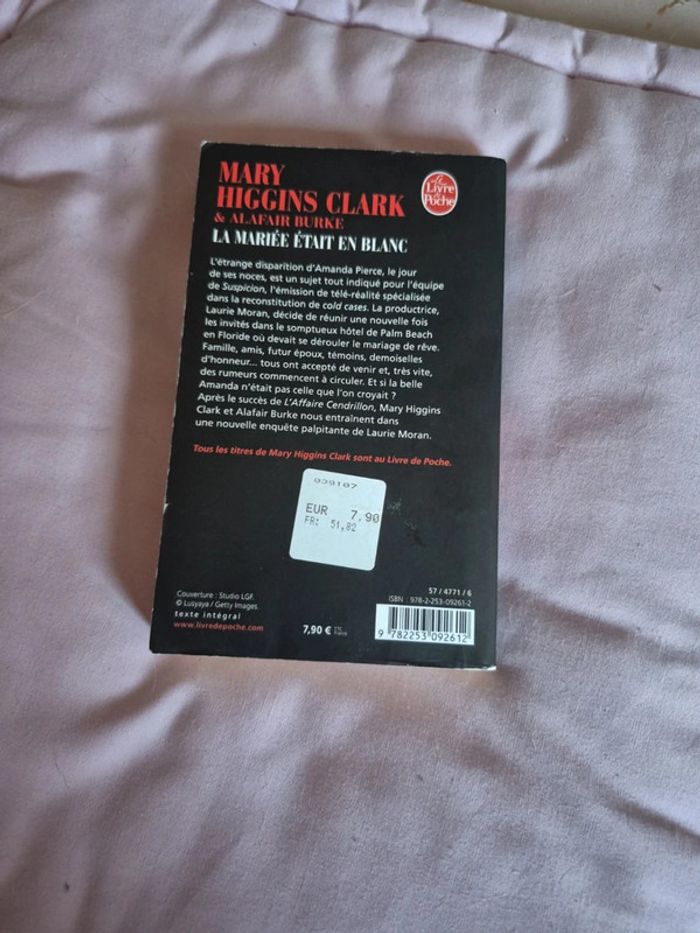 MARY
HIGGINS CLARK
& ALAFAIR BURKE
LA MARIÉE ÉTAIT EN BLANC
Le
Livre
de
Poche
L'étrange disparition d'Amanda Pierce, le jour
de ses noces, est un sujet tout indiqué pour l'équipe
de Suspicion, l'émission de télé-réalité spécialisée
dans la reconstitution de cold cases. La productrice,
Laurie Moran, décide de réunir une nouvelle fois
les invités dans le somptueux hôtel de Palm Beach
en Floride où devait se dérouler le mariage de rêve.
Famille, amis, futur époux, témoins, demoiselles
d'honneur... tous ont accepté de venir et, très vite,
des rumeurs commencent à circuler. Et si la belle
Amanda n'était pas celle que l'on croyait ?
Après le succès de L'Affaire Cendrillon, Mary Higgins
Clark et Alafair Burke nous entraînent dans
une nouvelle enquête palpitante de Laurie Moran.
Tous les titres de Mary Higgins Clark sont au Livre de Poche.
039107
EUR 7,90
FR: 51,82
Couverture : Studio LGF.
© Lusyaya / Getty Images.
texte intégral
www.livredepoche.com
7,90 € TTC
France
57 / 4771 / 6
ISBN : 978-2-253-09261-2
9 782253 092612